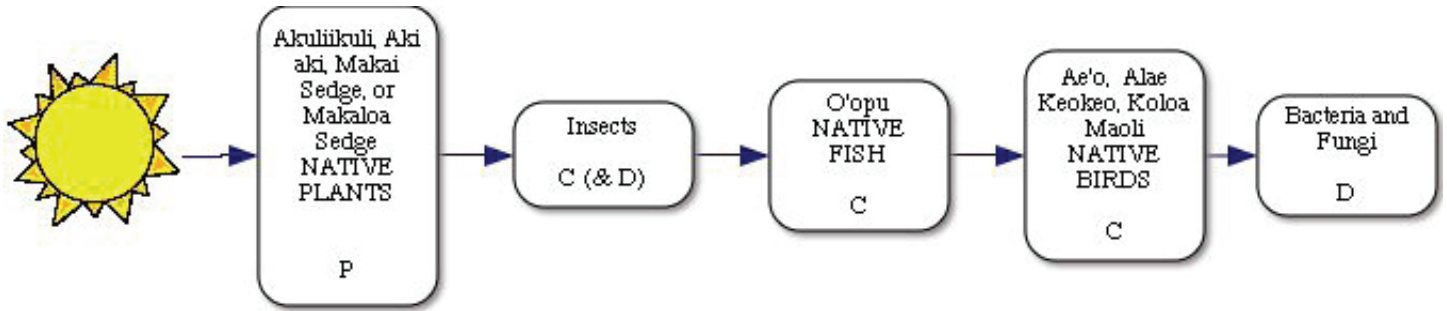 Akuliikuli, Aki
aki, Makai
Sedge, or
Makaloa
Sedge
NATIVE
PLANTS
P
Insects
C (& D)
O'opu
NATIVE
FISH
C
Ae'o, Alae
Keokeo, Koloa
Maoli
NATIVE
BIRDS
C
Bacteria and
Fungi
D